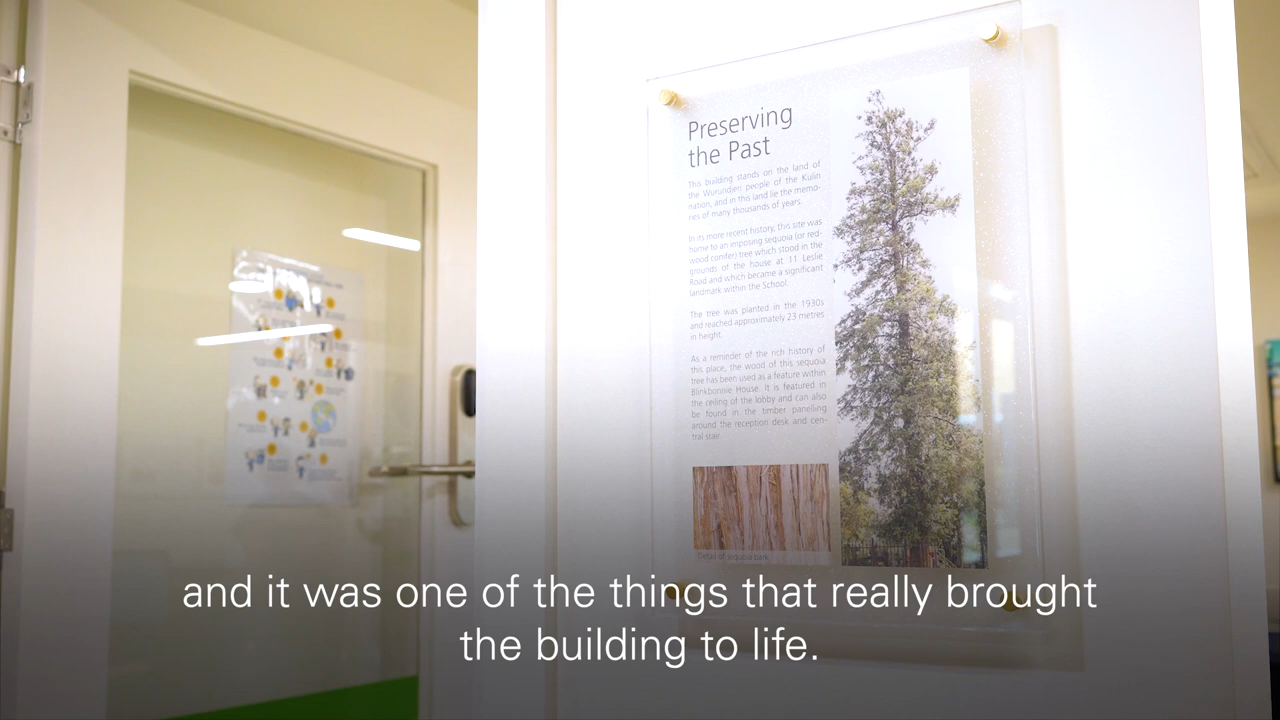 Preserving
the Past
This building stands on the land of
the Wurundjeri people of the Kulin
nation, and in this land lie the memo-
ries of many thousands of years.
In its more recent history, this site was
home to an imposing sequoia (or red-
wood conifer) tree which stood in the
grounds of the house at 11 Leslie
Road and which became a significant
landmark within the School.
The tree was planted in the 1930s
and reached approximately 23 metres
in height.
As a reminder of the rich history of
this place, the wood of this sequoia
tree has been used as a feature within
Blinkbonnie House. It is featured in
the ceiling of the lobby and can also
be found in the timber panelling
around the reception desk and cen-
tral stair.
Detail of sequoia bark
and it was one of the things that really brought
the building to life.